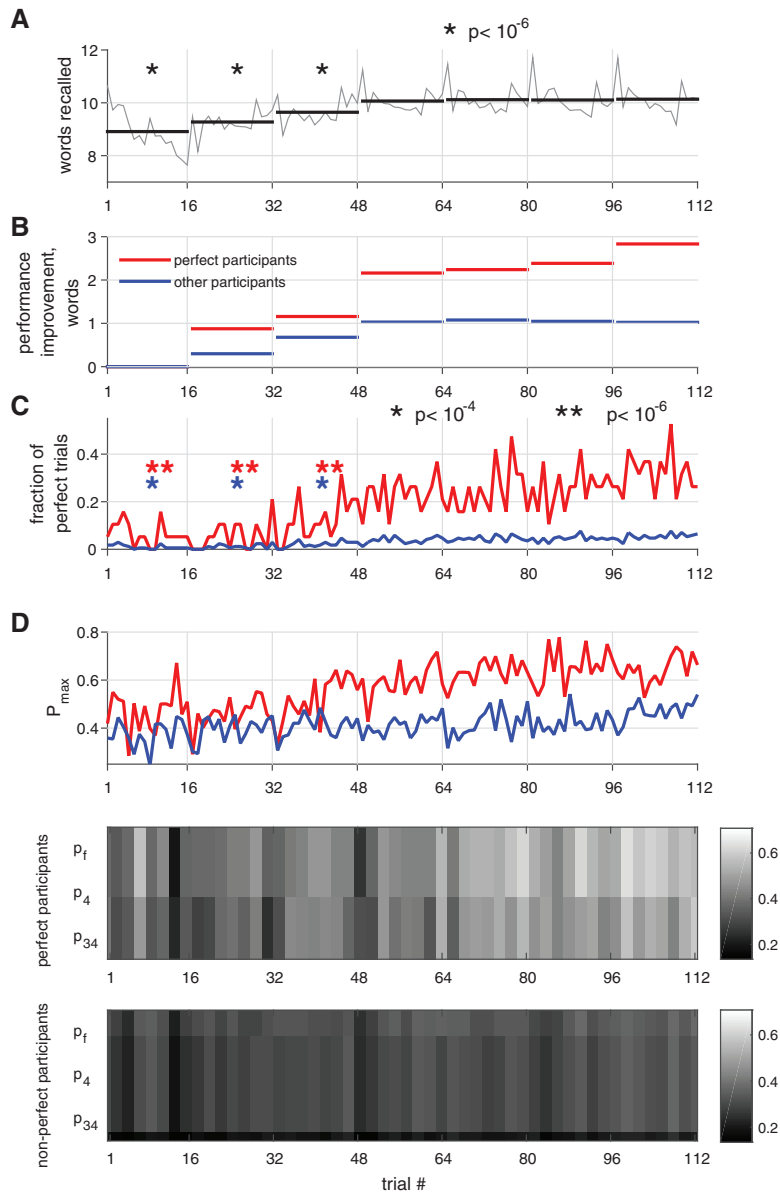 A
* p< 10^-6
12
* * *
10
8
words recalled
1 16 32 48 64 80 96 112
B
3
perfect participants
2
other participants
1
0
performance improvement, words
1 16 32 48 64 80 96 112
C
* p< 10^-4 ** p< 10^-6
0.4
** ** **
* * *
0.2
0
fraction of perfect trials
1 16 32 48 64 80 96 112
D
0.8
0.6
0.4
P_max
1 16 32 48 64 80 96 112
perfect participants
p_f
p_4
p_34
0.6
0.4
0.2
1 16 32 48 64 80 96 112
non-perfect participants
p_f
p_4
p_34
0.6
0.4
0.2
1 16 32 48 64 80 96 112
trial #